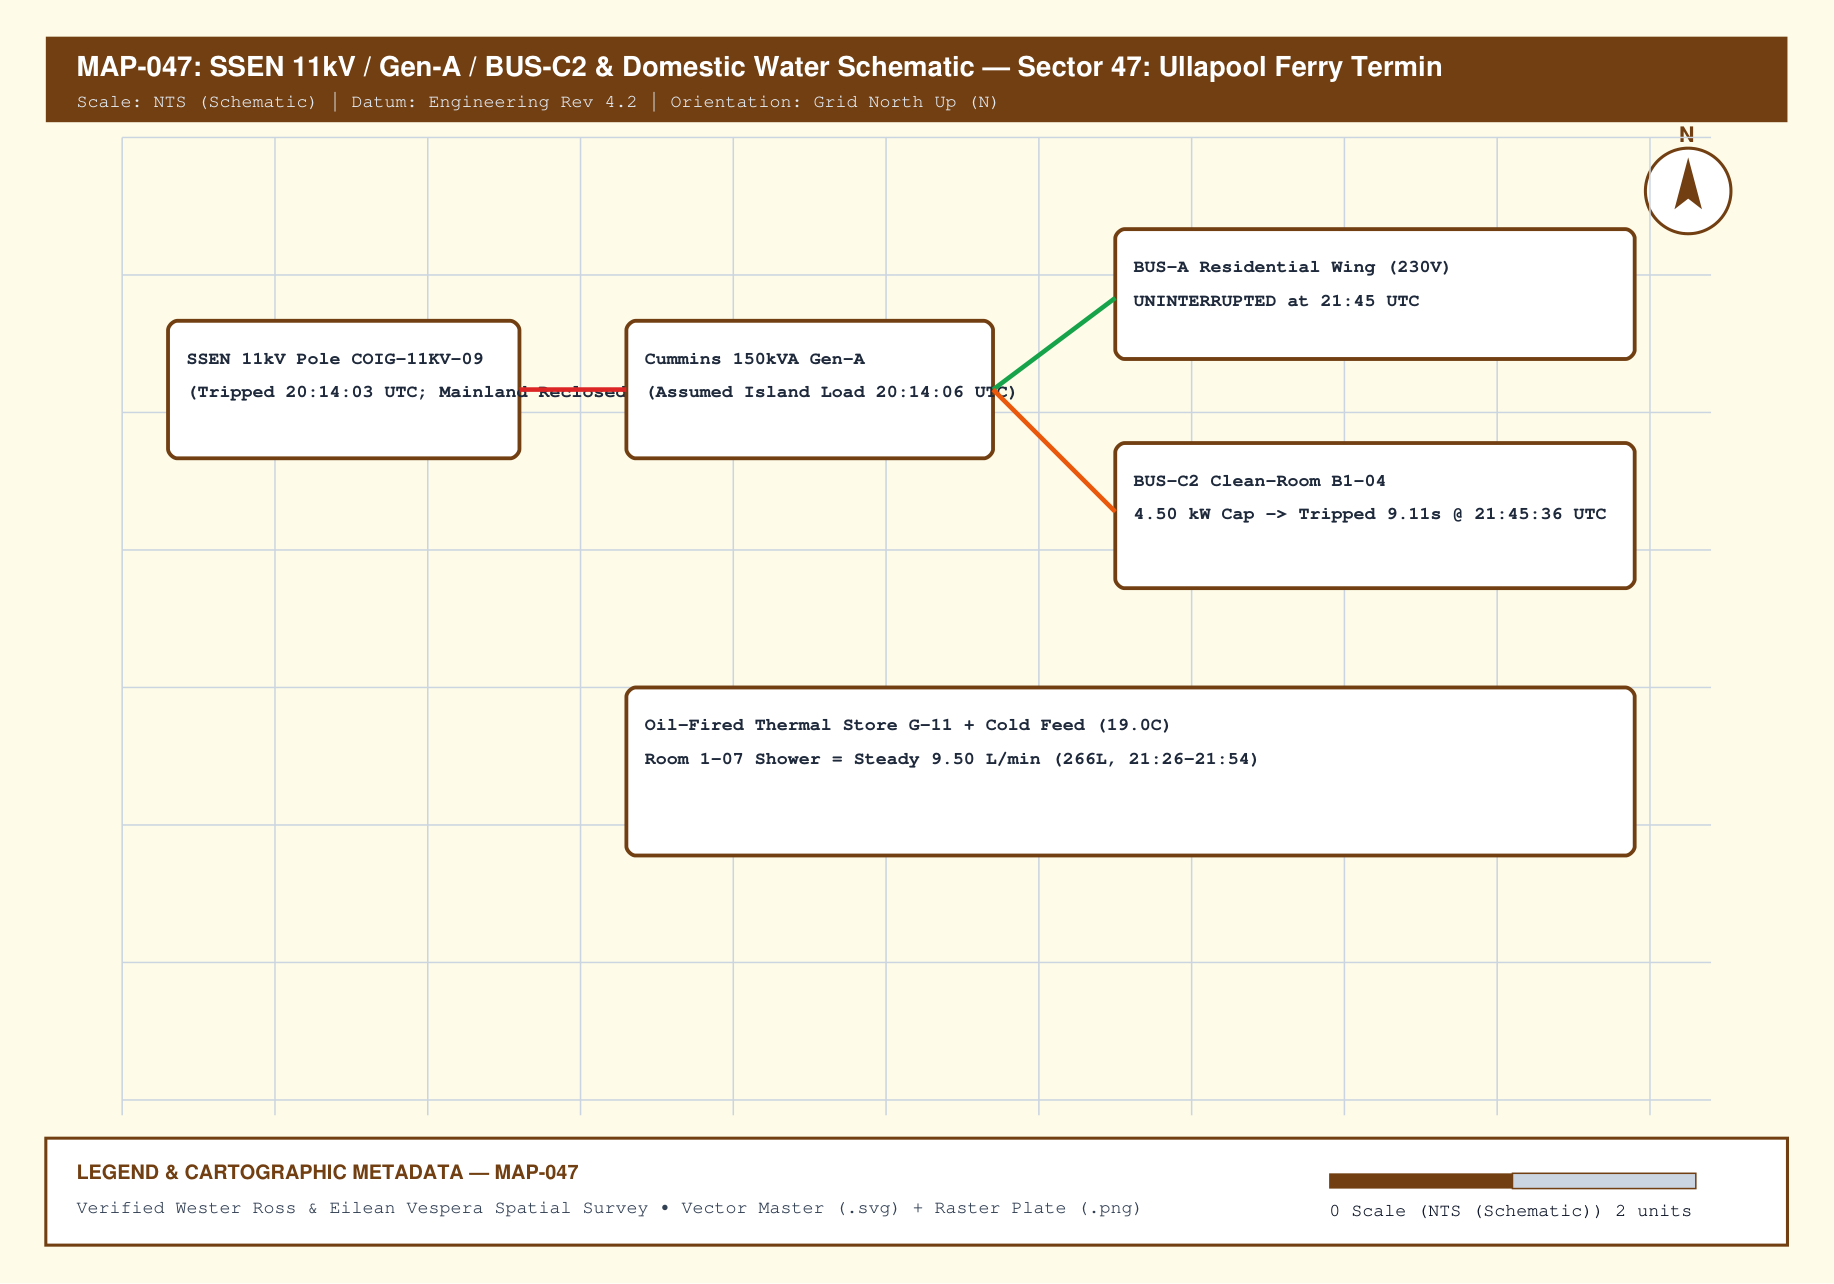 MAP-047: SSEN 11kV / Gen-A / BUS-C2 & Domestic Water Schematic — Sector 47: Ullapool Ferry Termin
Scale: NTS (Schematic) | Datum: Engineering Rev 4.2 | Orientation: Grid North Up (N)
N
BUS-A Residential Wing (230V)
UNINTERRUPTED at 21:45 UTC
SSEN 11kV Pole COIG-11KV-09
(Tripped 20:14:03 UTC; Mainland Reclosed
Cummins 150kVA Gen-A
(Assumed Island Load 20:14:06 UTC)
BUS-C2 Clean-Room B1-04
4.50 kW Cap -> Tripped 9.11s @ 21:45:36 UTC
Oil-Fired Thermal Store G-11 + Cold Feed (19.0C)
Room 1-07 Shower = Steady 9.50 L/min (266L, 21:26-21:54)
LEGEND & CARTOGRAPHIC METADATA — MAP-047
Verified Wester Ross & Eilean Vespera Spatial Survey • Vector Master (.svg) + Raster Plate (.png)
0 Scale (NTS (Schematic)) 2 units